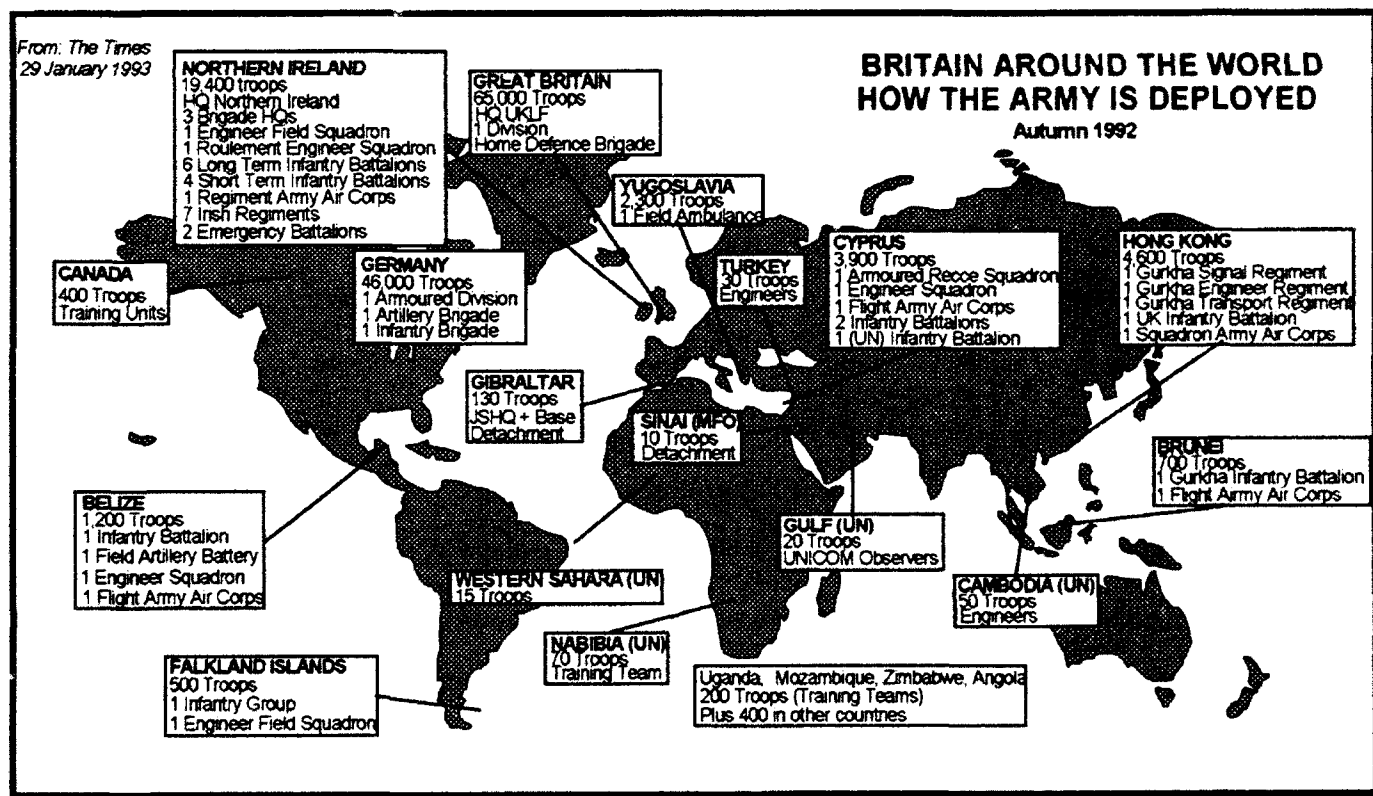 From: The Times
29 January 1993
BRITAIN AROUND THE WORLD
HOW THE ARMY IS DEPLOYED
Autumn 1992
NORTHERN IRELAND
19,400 troops
HQ Northern Ireland
3 Brigade HQs
1 Engineer Field Squadron
1 Roulement Engineer Squadron
6 Long Term Infantry Battalions
4 Short Term Infantry Battalions
1 Regiment Army Air Corps
7 Irish Regiments
2 Emergency Battalions
GREAT BRITAIN
65,000 Troops
HQ UKLF
1 Division
Home Defence Brigade
YUGOSLAVIA
2,300 Troops
1 Field Ambulance
CYPRUS
3,900 Troops
1 Armoured Recce Squadron
1 Engineer Squadron
1 Flight Army Air Corps
2 Infantry Battalions
1 (UN) Infantry Battalion
HONG KONG
4,600 Troops
1 Gurkha Signal Regiment
1 Gurkha Engineer Regiment
1 Gurkha Transport Regiment
1 UK Infantry Battalion
1 Squadron Army Air Corps
CANADA
400 Troops
Training Units
GERMANY
46,000 Troops
1 Armoured Division
1 Artillery Brigade
1 Infantry Brigade
TURKEY
30 Troops
Engineers
GIBRALTAR
130 Troops
JSHQ + Base
Detachment
SINAI (MFO)
10 Troops
Detachment
BRUNEI
700 Troops
1 Gurkha Infantry Battalion
1 Flight Airmy Air Corps
BELIZE
1,200 Troops
1 Infantry Battalion
1 Field Artillery Battery
1 Engineer Squadron
1 Flight Army Air Corps
GULF (UN)
20 Troops
UNICOM Observers
WESTERN SAHARA (UN)
15 Troops
CAMBODIA (UN)
50 Troops
Engineers
NABIBIA (UN)
70 Troops
Training Team
FALKLAND ISLANDS
500 Troops
1 Infantry Group
1 Engineer Field Squadron
Uganda, Mozambique, Zimbabwe, Angola
200 Troops (Training Teams)
Plus 400 in other countries